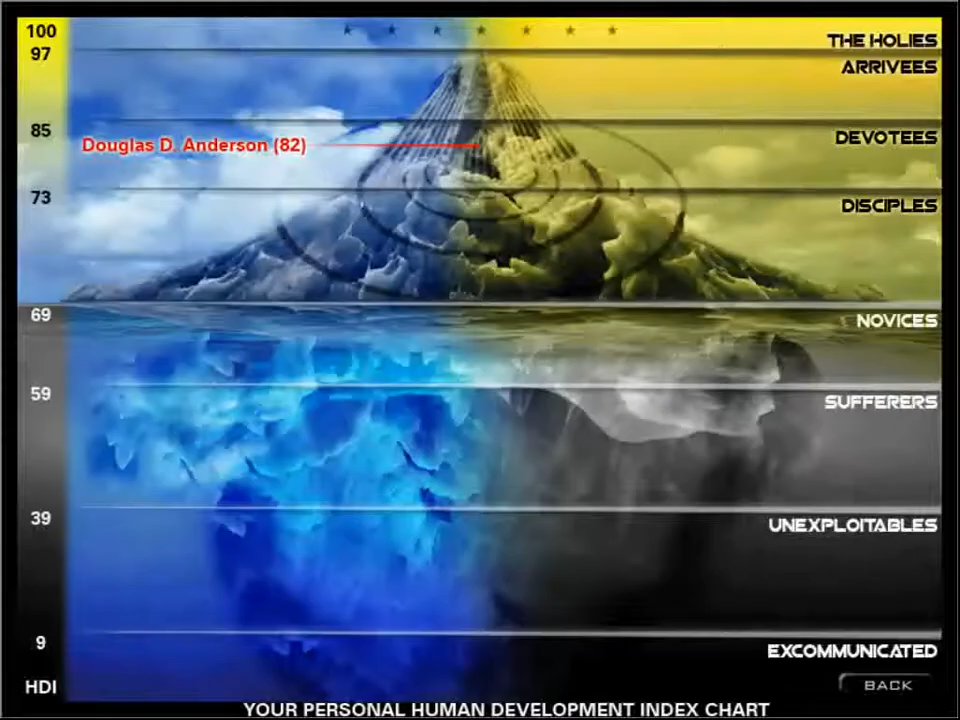 100
THE HOLIES
97
ARRIVEES
85
DEVOTEES
Douglas D. Anderson (82)
73
DISCIPLES
69
NOVICES
59
SUFFERERS
39
UNEXPLOITABLES
9
EXCOMMUNICATED
HDI
BACK
YOUR PERSONAL HUMAN DEVELOPMENT INDEX CHART